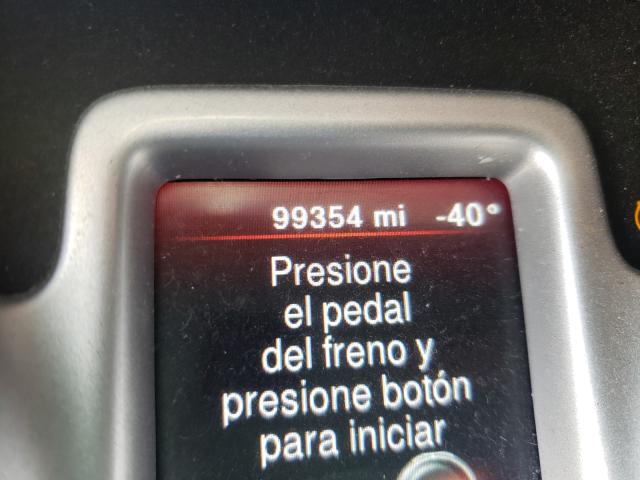 99354 mi -40°
Presione
el pedal
del freno y
presione botón
para iniciar